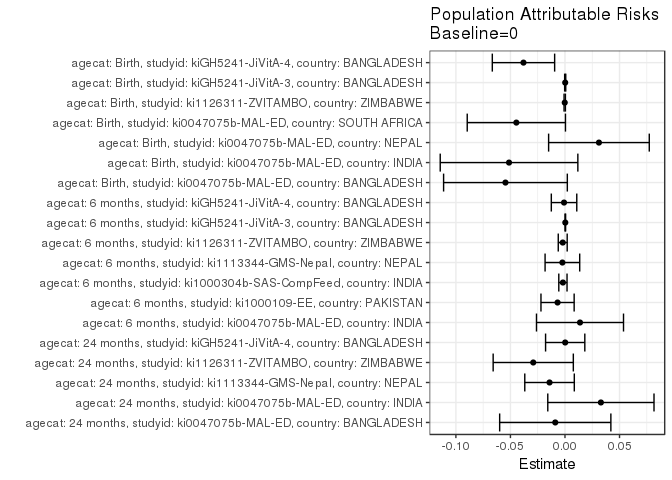 Population Attributable Risks
Baseline=0
agecat: Birth, studyid: kiGH5241-JiVitA-4, country: BANGLADESH
agecat: Birth, studyid: kiGH5241-JiVitA-3, country: BANGLADESH
agecat: Birth, studyid: ki1126311-ZVITAMBO, country: ZIMBABWE
agecat: Birth, studyid: ki0047075b-MAL-ED, country: SOUTH AFRICA
agecat: Birth, studyid: ki0047075b-MAL-ED, country: NEPAL
agecat: Birth, studyid: ki0047075b-MAL-ED, country: INDIA
agecat: Birth, studyid: ki0047075b-MAL-ED, country: BANGLADESH
agecat: 6 months, studyid: kiGH5241-JiVitA-4, country: BANGLADESH
agecat: 6 months, studyid: kiGH5241-JiVitA-3, country: BANGLADESH
agecat: 6 months, studyid: ki1126311-ZVITAMBO, country: ZIMBABWE
agecat: 6 months, studyid: ki1113344-GMS-Nepal, country: NEPAL
agecat: 6 months, studyid: ki1000304b-SAS-CompFeed, country: INDIA
agecat: 6 months, studyid: ki1000109-EE, country: PAKISTAN
agecat: 6 months, studyid: ki0047075b-MAL-ED, country: INDIA
agecat: 24 months, studyid: kiGH5241-JiVitA-4, country: BANGLADESH
agecat: 24 months, studyid: ki1126311-ZVITAMBO, country: ZIMBABWE
agecat: 24 months, studyid: ki1113344-GMS-Nepal, country: NEPAL
agecat: 24 months, studyid: ki0047075b-MAL-ED, country: INDIA
agecat: 24 months, studyid: ki0047075b-MAL-ED, country: BANGLADESH
-0.10 -0.05 0.00 0.05
Estimate